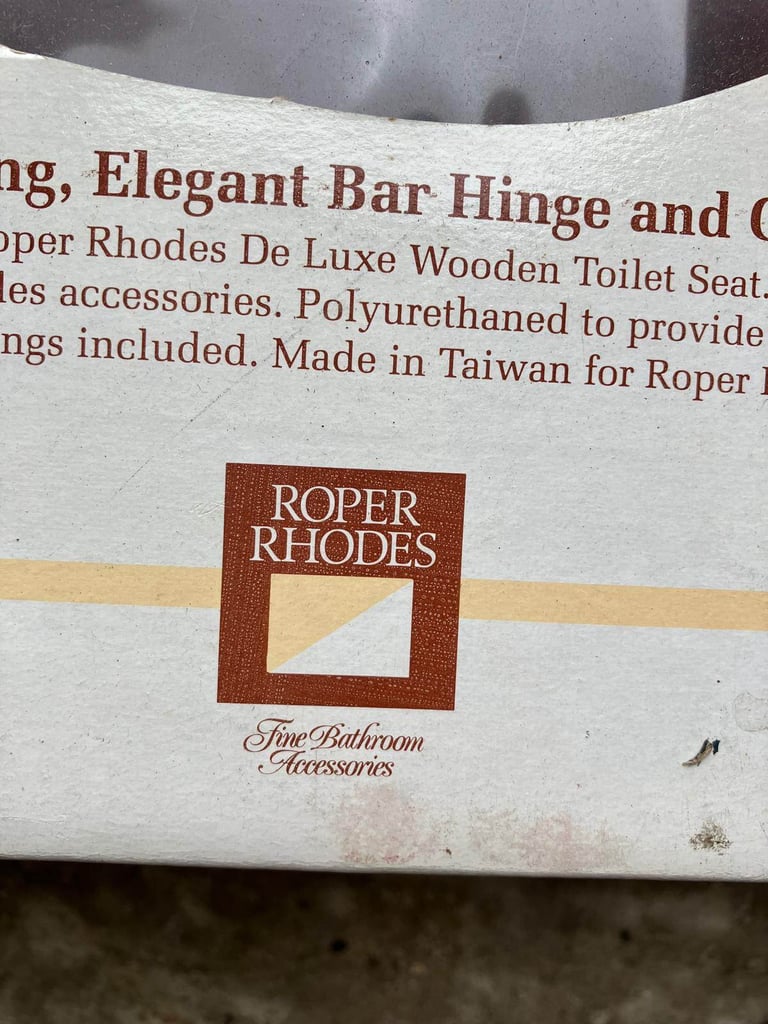 ng, Elegant Bar Hinge and
oper Rhodes De Luxe Wooden Toilet Seat.
les accessories. Polyurethaned to provide
ngs included. Made in Taiwan for Roper
ROPER
RHODES
Fine Bathroom
Accessories